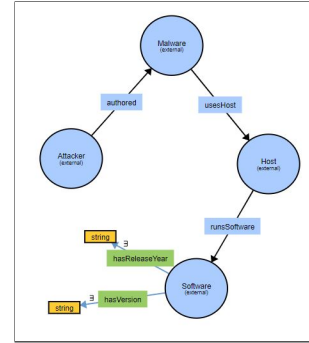 Malware
(external)
authored
usesHost
Attacker
(external)
Host
(external)
runsSoftware
string
∃
hasReleaseYear
Software
(external)
∃
hasVersion
string